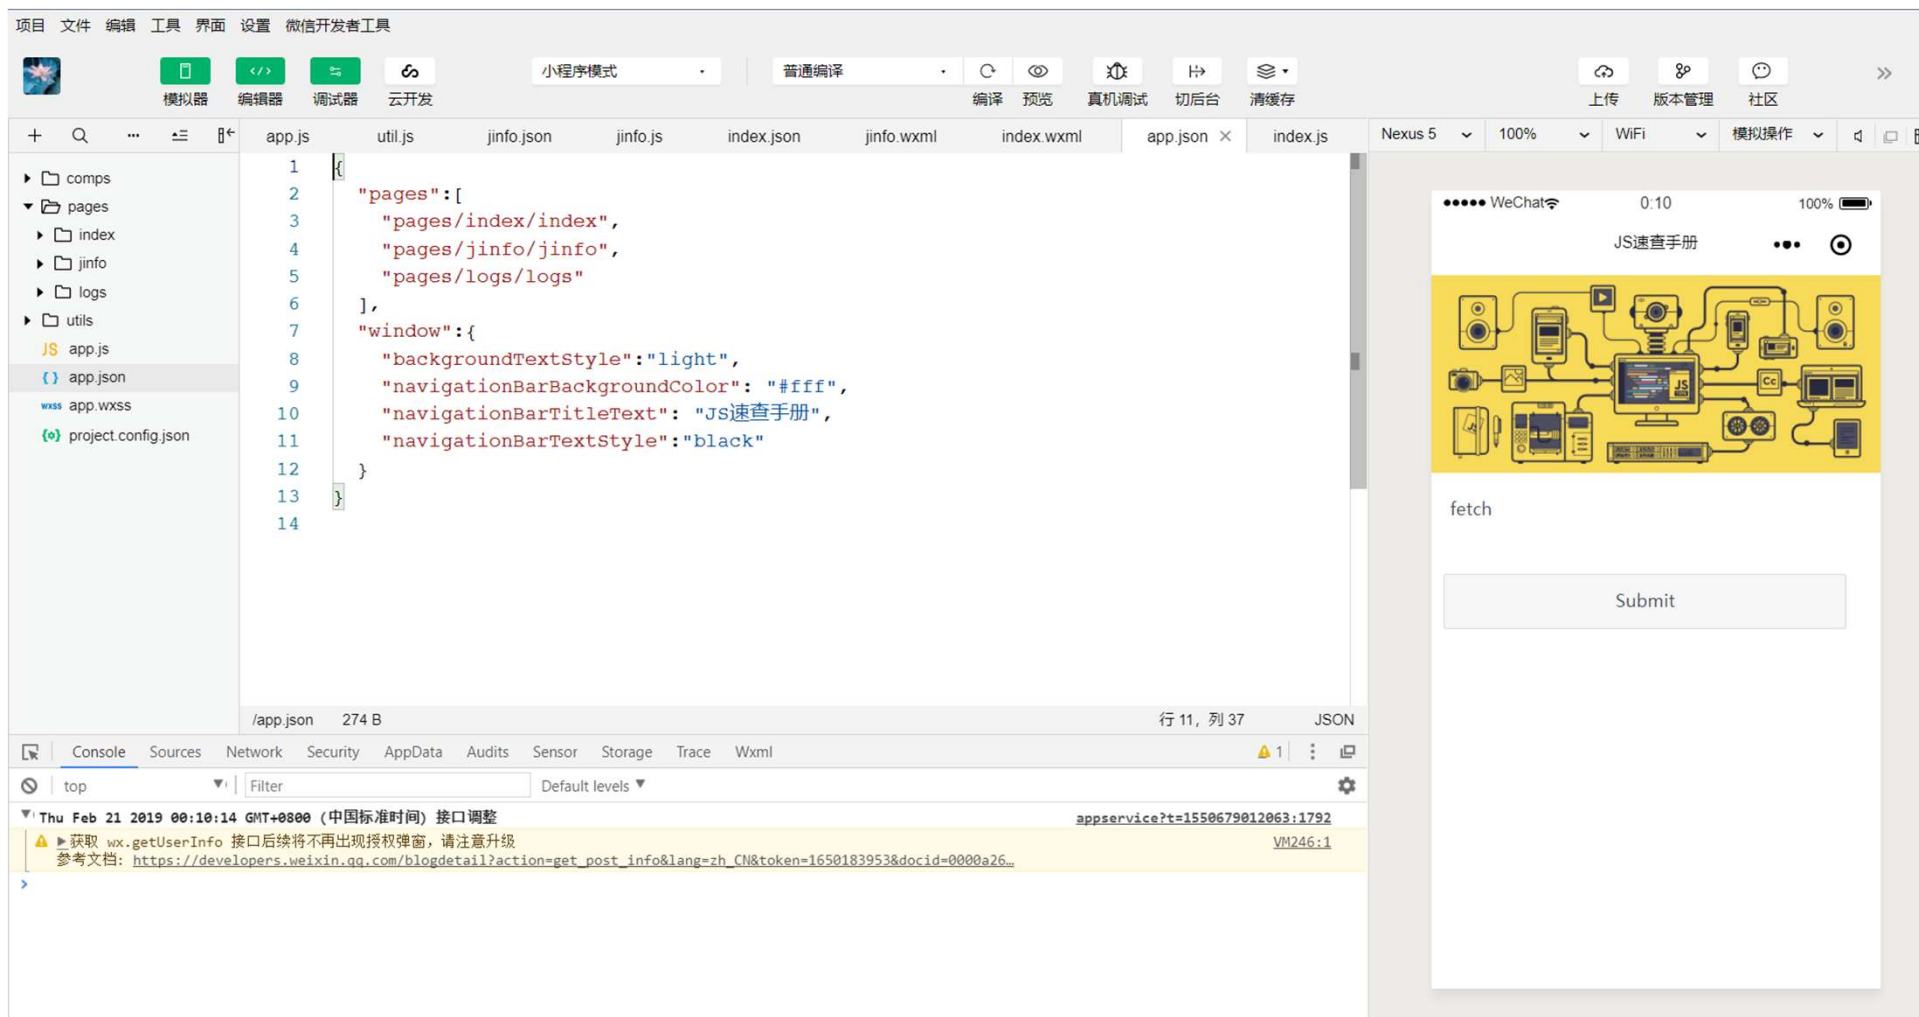 项目 文件 编辑 工具 界面 设置 微信开发者工具
小程序模式 普通编译
模拟器 编辑器 调试器 云开发 编译 预览 真机调试 切后台 清缓存 上传 版本管理 社区
app.js util.js jinfo.json jinfo.js index.json jinfo.wxml index.wxml app.json index.js
Nexus 5 100% WiFi 模拟操作
comps
pages
index
jinfo
logs
utils
JS app.js
{ } app.json
wxss app.wxss
{o} project.config.json
1 {
2 "pages":[
3 "pages/index/index",
4 "pages/jinfo/jinfo",
5 "pages/logs/logs"
6 ],
7 "window":{
8 "backgroundTextStyle":"light",
9 "navigationBarBackgroundColor": "#fff",
10 "navigationBarTitleText": "JS速查手册",
11 "navigationBarTextStyle":"black"
12 }
13 }
14
/app.json 274 B 行 11, 列 37 JSON
Console Sources Network Security AppData Audits Sensor Storage Trace Wxml 1
top Filter Default levels
Thu Feb 21 2019 00:10:14 GMT+0800 (中国标准时间) 接口调整 appservice?t=1550679012063:1792
获取 wx.getUserInfo 接口后续将不再出现授权弹窗，请注意升级 VM246:1
参考文档: https://developers.weixin.qq.com/blogdetail?action=get_post_info&lang=zh_CN&token=1650183953&docid=0000a26…
WeChat 0:10 100%
JS速查手册
JS
Cc
fetch
Submit